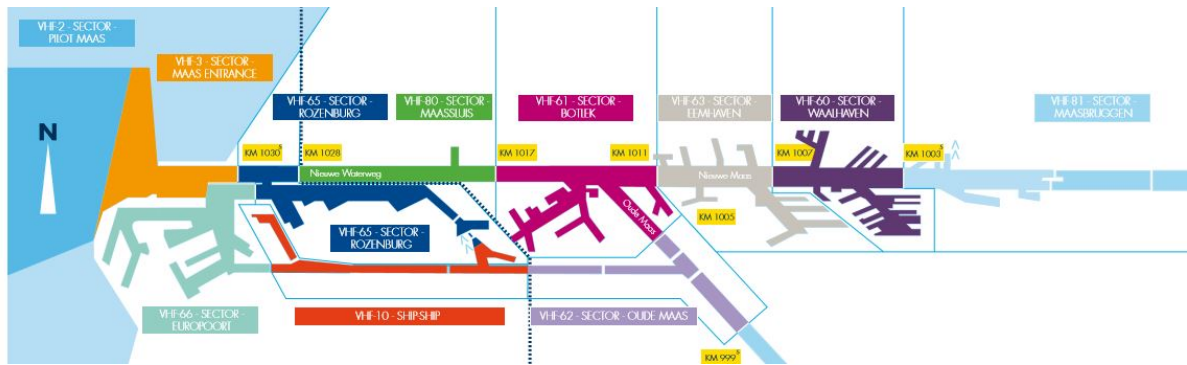 VHF-2 - SECTOR -
PILOT MAAS
VHF-3 - SECTOR -
MAAS ENTRANCE
VHF-65 - SECTOR -
ROZENBURG
VHF-80 - SECTOR -
MAASSLUIS
VHF-61 - SECTOR -
BOTLEK
VHF-63 - SECTOR -
EEMHAVEN
VHF-60 - SECTOR -
WAALHAVEN
VHF-81 - SECTOR -
MAASBRUGGEN
N
KM 1030⁵
KM 1028
KM 1017
KM 1011
KM 1007
KM 1003⁵
Nieuwe Waterweg
Nieuwe Maas
Oude Maas
KM 1005
VHF-65 - SECTOR -
ROZENBURG
VHF-66 - SECTOR -
EUROPOORT
VHF-10 - SHIP-SHIP
VHF-62 - SECTOR - OUDE MAAS
KM 999⁵